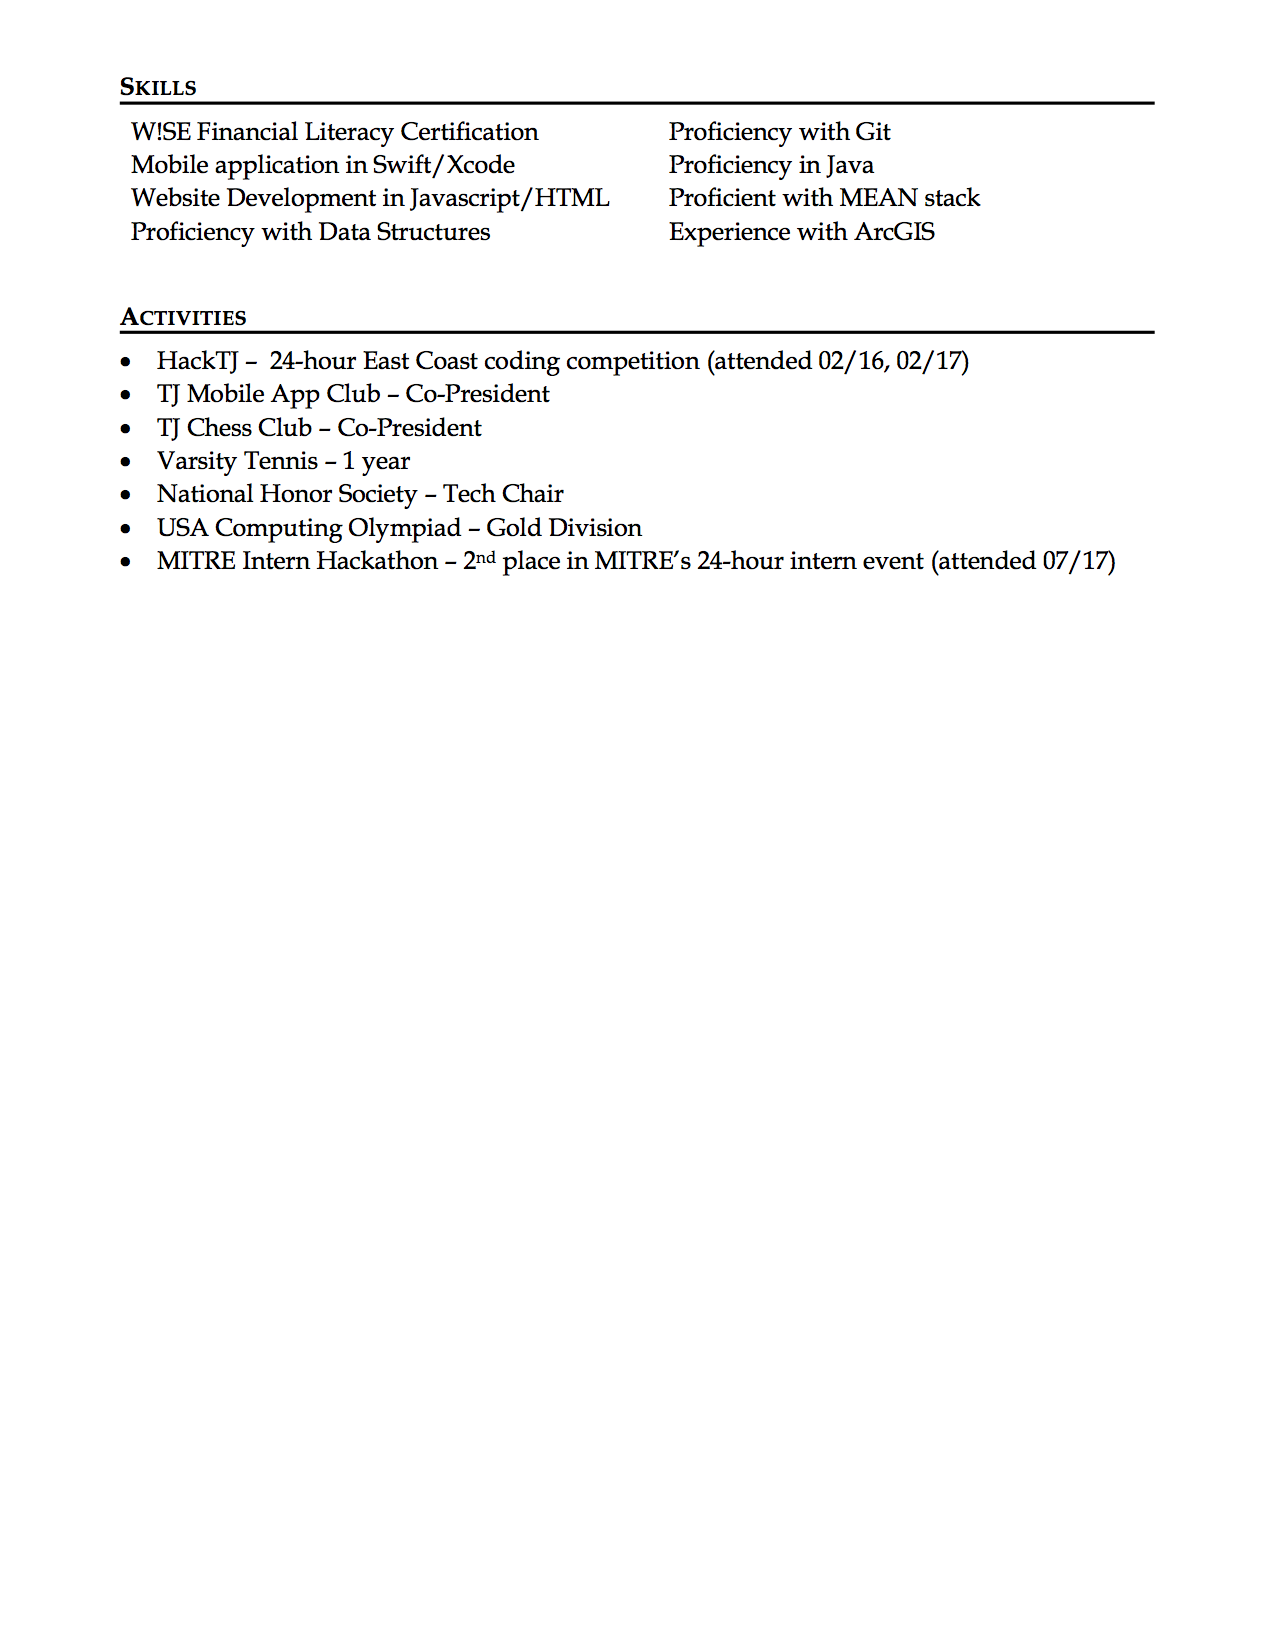 SKILLS
W!SE Financial Literacy Certification Proficiency with Git
Mobile application in Swift/Xcode Proficiency in Java
Website Development in Javascript/HTML Proficient with MEAN stack
Proficiency with Data Structures Experience with ArcGIS
ACTIVITIES
• HackTJ – 24-hour East Coast coding competition (attended 02/16, 02/17)
• TJ Mobile App Club – Co-President
• TJ Chess Club – Co-President
• Varsity Tennis – 1 year
• National Honor Society – Tech Chair
• USA Computing Olympiad – Gold Division
• MITRE Intern Hackathon – 2nd place in MITRE’s 24-hour intern event (attended 07/17)